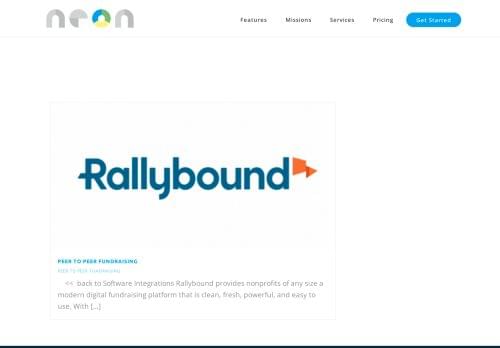 neon
Features Missions Services Pricing Get Started
Rallybound
PEER TO PEER FUNDRAISING
PEER TO PEER FUNDRAISING
<< back to Software Integrations Rallybound provides nonprofits of any size a
modern digital fundraising platform that is clean, fresh, powerful, and easy to
use. With [...]